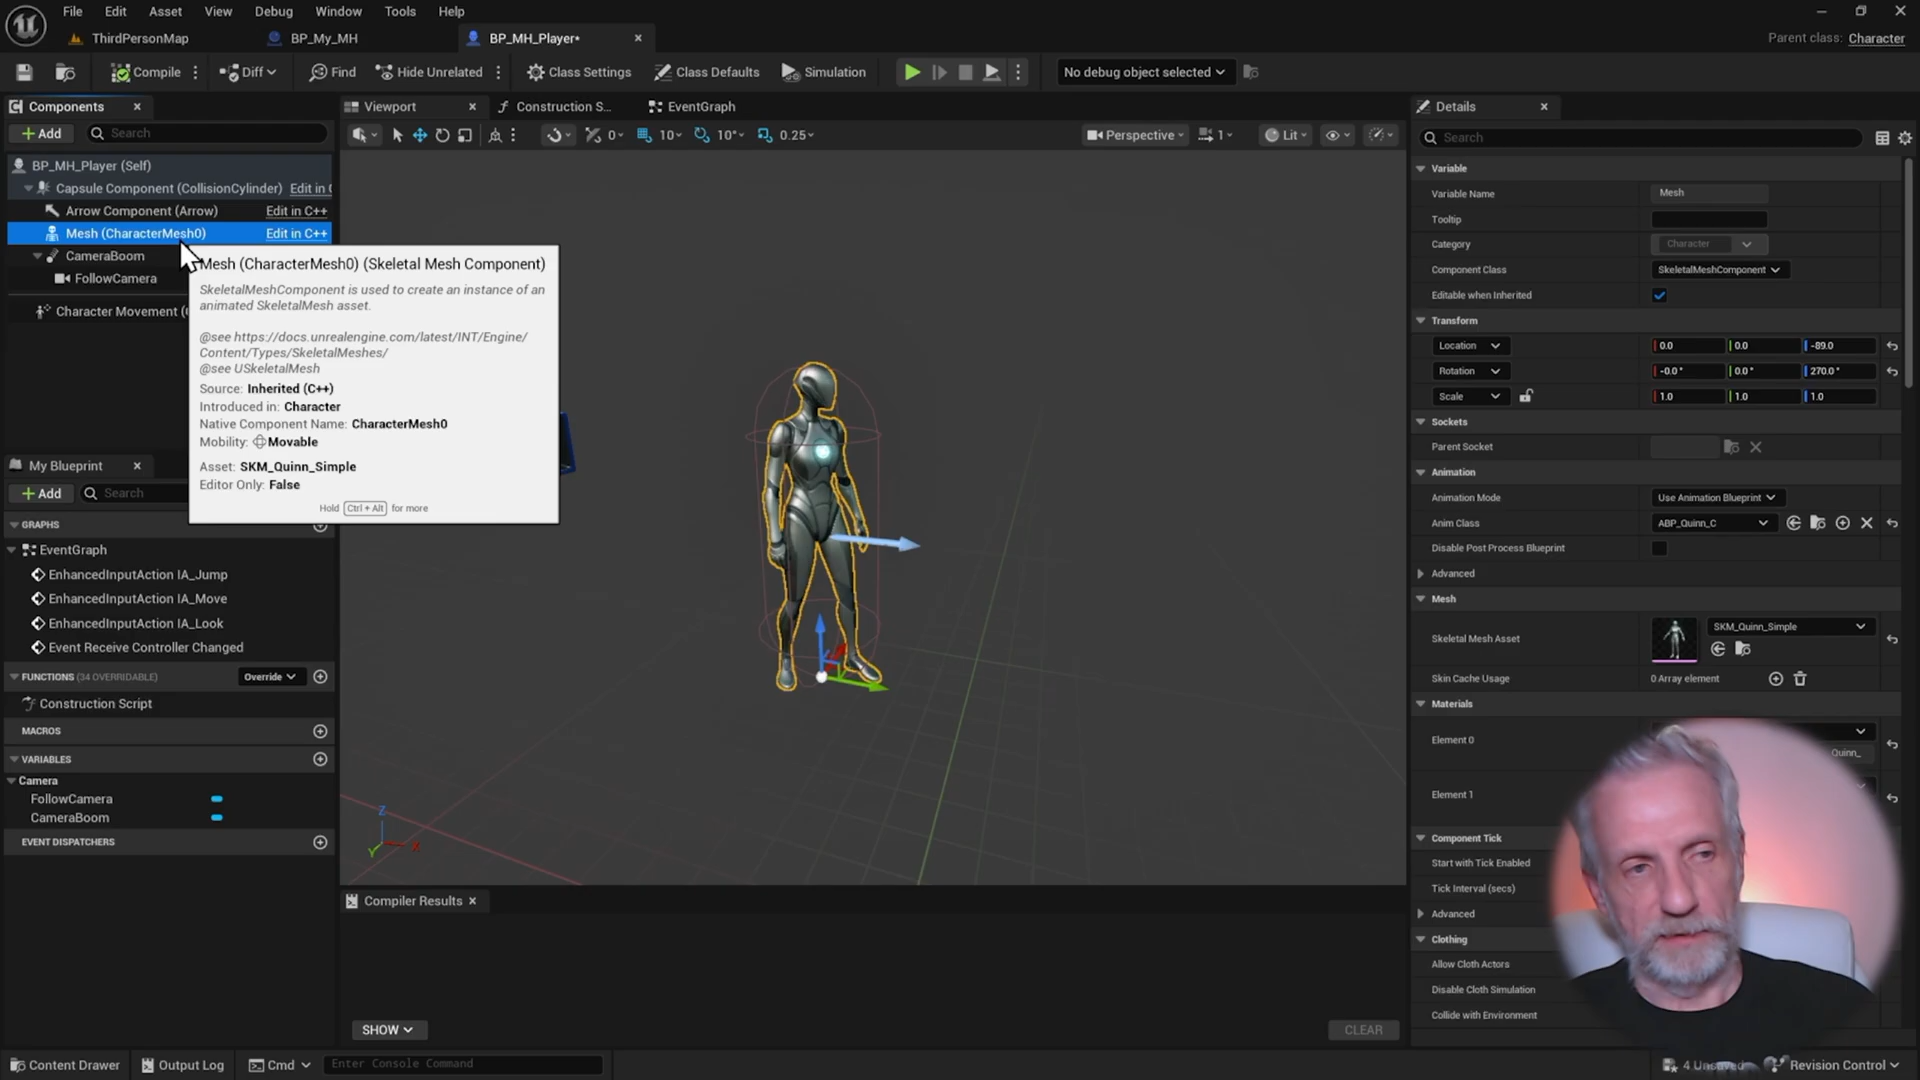 File Edit Asset View Debug Window Tools Help
ThirdPersonMap BP_My_MH BP_MH_Player*
Parent class: Character
Compile Diff Find Hide Unrelated Class Settings Class Defaults Simulation No debug object selected
Components
Add Search
BP_MH_Player (Self)
Capsule Component (CollisionCylinder) Edit in C
Arrow Component (Arrow) Edit in C++
Mesh (CharacterMesh0) Edit in C++
CameraBoom
FollowCamera
Character Movement (
Mesh (CharacterMesh0) (Skeletal Mesh Component)
SkeletalMeshComponent is used to create an instance of an
animated SkeletalMesh asset.
@see https://docs.unrealengine.com/latest/INT/Engine/
Content/Types/SkeletalMeshes/
@see USkeletalMesh
Source: Inherited (C++)
Introduced in: Character
Native Component Name: CharacterMesh0
Mobility: Movable
Asset: SKM_Quinn_Simple
Editor Only: False
Hold Ctrl + Alt for more
My Blueprint
Add Search
GRAPHS
EventGraph
EnhancedInputAction IA_Jump
EnhancedInputAction IA_Move
EnhancedInputAction IA_Look
Event Receive Controller Changed
FUNCTIONS (34 OVERRIDABLE) Override
Construction Script
MACROS
VARIABLES
Camera
FollowCamera
CameraBoom
EVENT DISPATCHERS
Viewport Construction S... EventGraph
0 10 10° 0.25 Perspective 1 Lit
Z
X
Y
Compiler Results
SHOW
CLEAR
Details
Search
Variable
Variable Name Mesh
Tooltip
Category Character
Component Class SkeletalMeshComponent
Editable when Inherited
Transform
Location 0.0 0.0 -89.0
Rotation -0.0° 0.0° 270.0°
Scale 1.0 1.0 1.0
Sockets
Parent Socket
Animation
Animation Mode Use Animation Blueprint
Anim Class ABP_Quinn_C
Disable Post Process Blueprint
Advanced
Mesh
Skeletal Mesh Asset SKM_Quinn_Simple
Skin Cache Usage 0 Array element
Materials
Element 0 Quinn_
Element 1
Component Tick
Start with Tick Enabled
Tick Interval (secs)
Advanced
Clothing
Allow Cloth Actors
Disable Cloth Simulation
Collide with Environment
Content Drawer Output Log Cmd Enter Console Command 4 Unsaved Revision Control